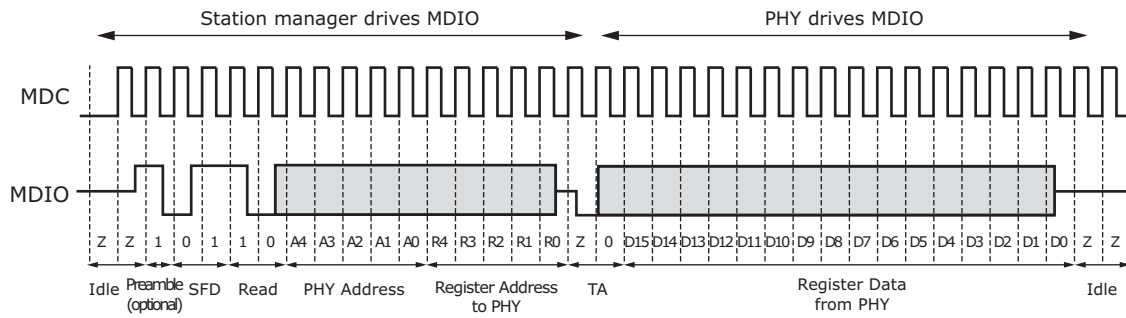 Station manager drives MDIO PHY drives MDIO
MDC
MDIO
Z Z 1 0 1 1 0 A4 A3 A2 A1 A0 R4 R3 R2 R1 R0 Z 0 D15 D14 D13 D12 D11 D10 D9 D8 D7 D6 D5 D4 D3 D2 D1 D0 Z Z
Idle Preamble (optional) SFD Read PHY Address Register Address to PHY TA Register Data from PHY Idle